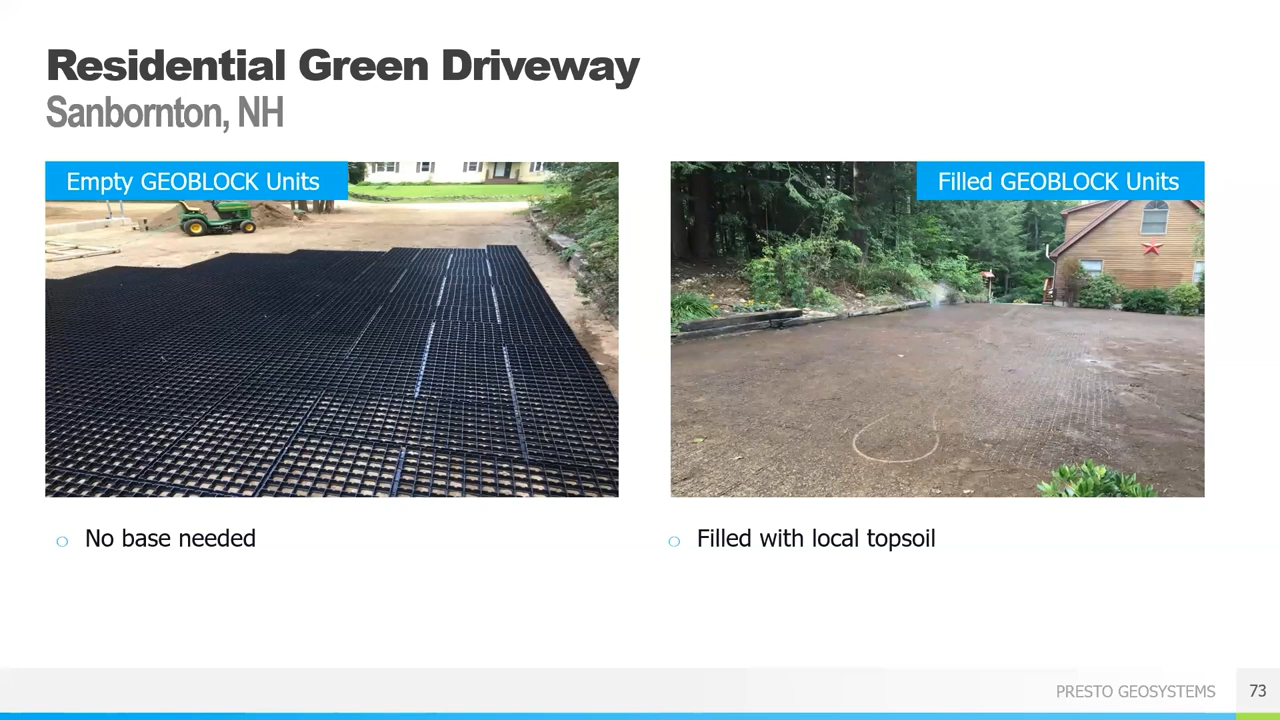 Residential Green Driveway
Sanbornton, NH
Empty GEOBLOCK Units
Filled GEOBLOCK Units
No base needed
Filled with local topsoil
PRESTO GEOSYSTEMS
73